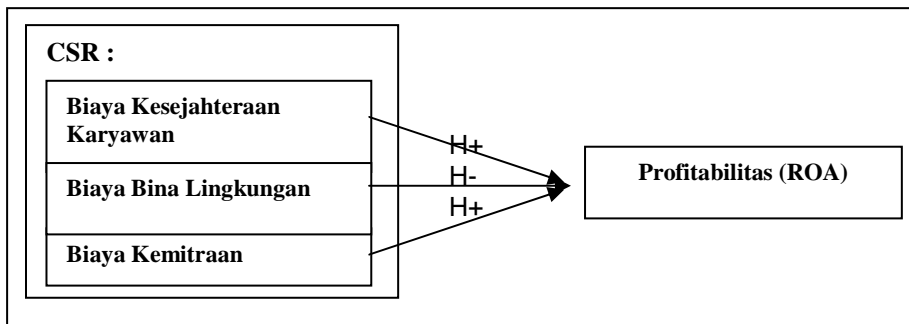 CSR :
Biaya Kesejahteraan
Karyawan
Biaya Bina Lingkungan
Biaya Kemitraan
H+
H-
H+
Profitabilitas (ROA)